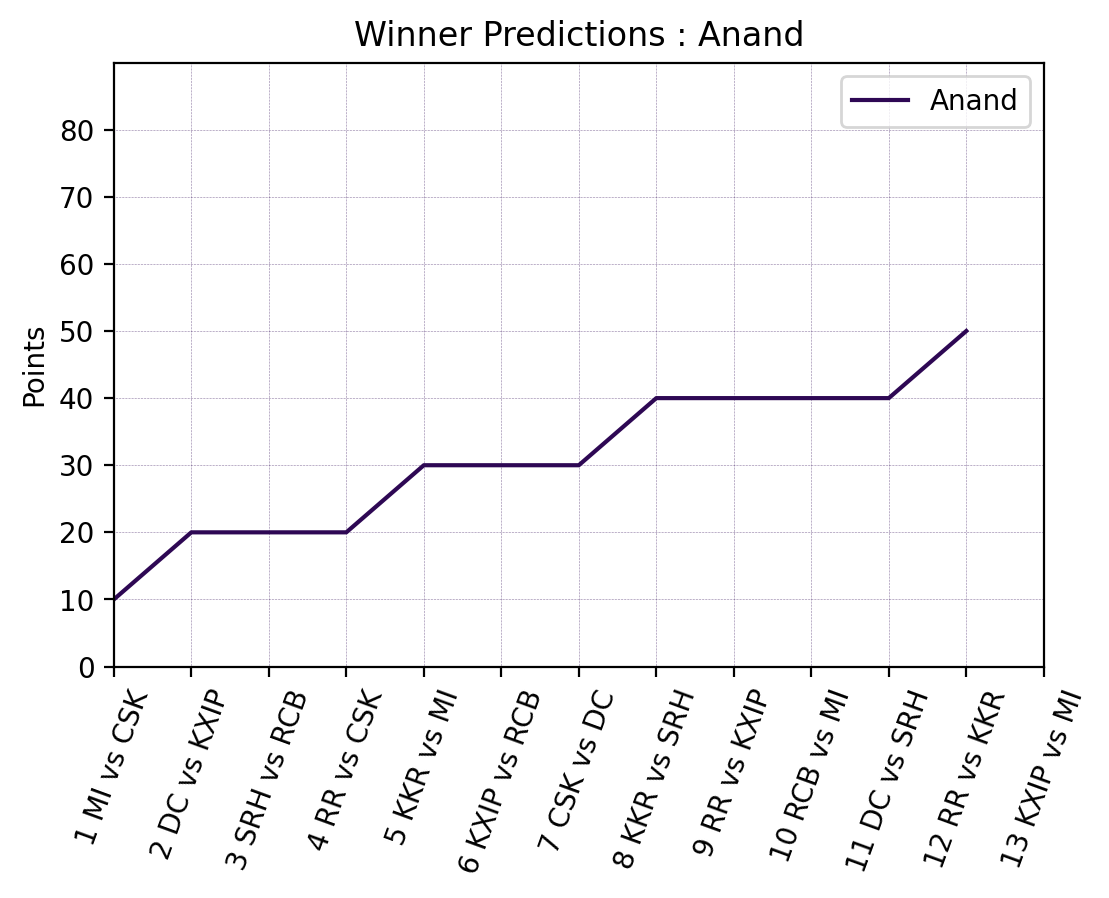 Winner Predictions : Anand
Anand
Points
80
70
60
50
40
30
20
10
0
1 MI vs CSK
2 DC vs KXIP
3 SRH vs RCB
4 RR vs CSK
5 KKR vs MI
6 KXIP vs RCB
7 CSK vs DC
8 KKR vs SRH
9 RR vs KXIP
10 RCB vs MI
11 DC vs SRH
12 RR vs KKR
13 KXIP vs MI